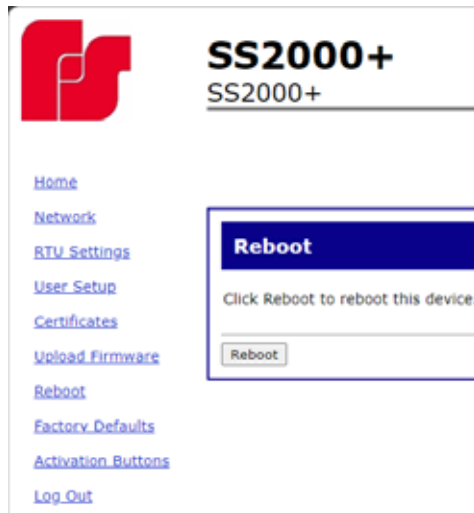 SS2000+
SS2000+
Home
Network
RTU Settings
User Setup
Certificates
Upload Firmware
Reboot
Factory Defaults
Activation Buttons
Log Out
Reboot
Click Reboot to reboot this device.
Reboot